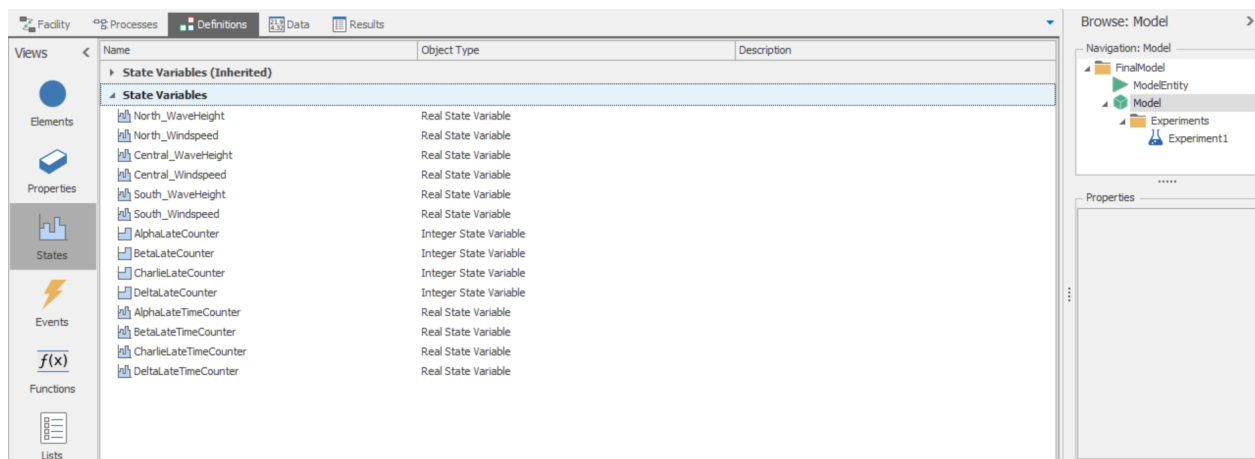 Facility Processes Definitions Data Results
Browse: Model
Views
Name Object Type Description
Navigation: Model
State Variables (Inherited)
FinalModel
State Variables
ModelEntity
North_WaveHeight Real State Variable
Model
Elements
North_Windspeed Real State Variable
Experiments
Central_WaveHeight Real State Variable
Experiment1
Central_Windspeed Real State Variable
Properties
South_WaveHeight Real State Variable
Properties
South_Windspeed Real State Variable
AlphaLateCounter Integer State Variable
States
BetaLateCounter Integer State Variable
CharlieLateCounter Integer State Variable
DeltaLateCounter Integer State Variable
AlphaLateTimeCounter Real State Variable
Events
BetaLateTimeCounter Real State Variable
f(x)
CharlieLateTimeCounter Real State Variable
DeltaLateTimeCounter Real State Variable
Functions
Lists